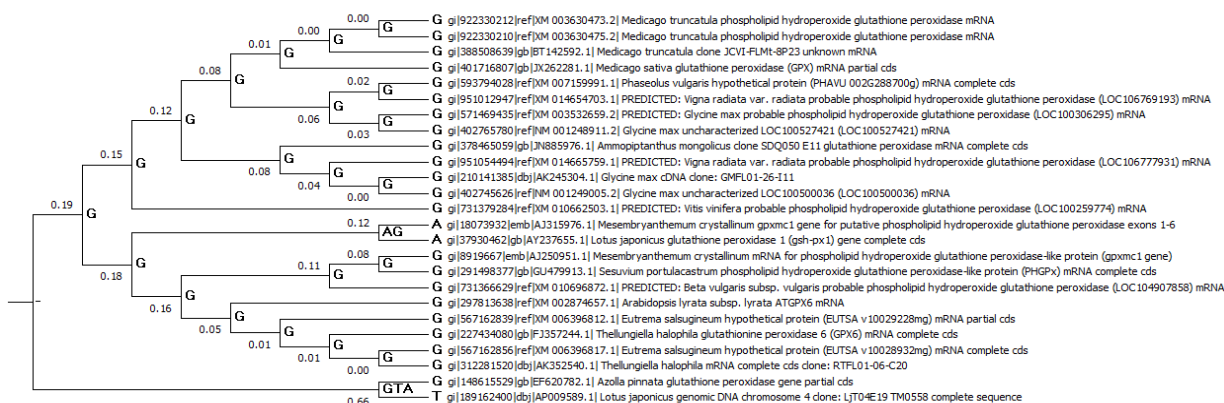 0.00 G gi|922330212|ref|XM 003630473.2| Medicago truncatula phospholipid hydroperoxide glutathione peroxidase mRNA
0.00 G G gi|922330210|ref|XM 003630475.2| Medicago truncatula phospholipid hydroperoxide glutathione peroxidase mRNA
0.01 G G gi|388508639|gb|BT142592.1| Medicago truncatula clone JCVI-FLMt-8P23 unknown mRNA
0.08 G G gi|401716807|gb|JX262281.1| Medicago sativa glutathione peroxidase (GPX) mRNA partial cds
0.02 G gi|593794028|ref|XM 007159991.1| Phaseolus vulgaris hypothetical protein (PHAVU 002G288700g) mRNA complete cds
0.12 G G G gi|951012947|ref|XM 014654703.1| PREDICTED: Vigna radiata var. radiata probable phospholipid hydroperoxide glutathione peroxidase (LOC106769193) mRNA
0.06 G G gi|571469435|ref|XM 003532659.2| Glycine max probable phospholipid hydroperoxide glutathione peroxidase (LOC100306295) mRNA
0.03 G G gi|402765780|ref|NM 001248911.2| Glycine max uncharacterized LOC100527421 (LOC100527421) mRNA
G gi|378465059|gb|JN885976.1| Ammopiptanthus mongolicus clone SDQ050 E11 glutathione peroxidase mRNA complete cds
0.15 G 0.08 G G gi|951054494|ref|XM 014665759.1| PREDICTED: Vigna radiata var. radiata probable phospholipid hydroperoxide glutathione peroxidase (LOC106777931) mRNA
0.04 G G gi|210141385|dbj|AK245304.1| Glycine max cDNA clone: GMFL01-26-I11
0.00 G G gi|402745626|ref|NM 001249005.2| Glycine max uncharacterized LOC100500036 (LOC100500036) mRNA
0.19 G G gi|731379284|ref|XM 010662503.1| PREDICTED: Vitis vinifera probable phospholipid hydroperoxide glutathione peroxidase (LOC100259774) mRNA
0.12 A gi|18073932|emb|AJ315976.1| Mesembryanthemum crystallinum gpxmc1 gene for putative phospholipid hydroperoxide glutathione peroxidase exons 1-6
AG A gi|37930462|gb|AY237655.1| Lotus japonicus glutathione peroxidase 1 (gsh-px1) gene complete cds
0.18 G 0.08 G gi|8919667|emb|AJ250951.1| Mesembryanthemum crystallinum mRNA for phospholipid hydroperoxide glutathione peroxidase-like protein (gpxmc1 gene)
0.11 G G gi|291498377|gb|GU479913.1| Sesuvium portulacastrum phospholipid hydroperoxide glutathione peroxidase-like protein (PHGPx) mRNA complete cds
G G gi|731366629|ref|XM 010696872.1| PREDICTED: Beta vulgaris subsp. vulgaris probable phospholipid hydroperoxide glutathione peroxidase (LOC104907858) mRNA
- 0.16 G G gi|297813638|ref|XM 002874657.1| Arabidopsis lyrata subsp. lyrata ATGPX6 mRNA
0.05 G G gi|567162839|ref|XM 006396812.1| Eutrema salsugineum hypothetical protein (EUTSA v10029228mg) mRNA partial cds
0.01 G G gi|227434080|gb|FJ357244.1| Thellungiella halophila glutathionine peroxidase 6 (GPX6) mRNA complete cds
0.01 G G gi|567162856|ref|XM 006396817.1| Eutrema salsugineum hypothetical protein (EUTSA v10028932mg) mRNA complete cds
0.00 G G gi|312281520|dbj|AK352540.1| Thellungiella halophila mRNA complete cds clone: RTFL01-06-C20
GTA G gi|148615529|gb|EF620782.1| Azolla pinnata glutathione peroxidase gene partial cds
0.66 T gi|189162400|dbj|AP009589.1| Lotus japonicus genomic DNA chromosome 4 clone: LjT04E19 TM0558 complete sequence